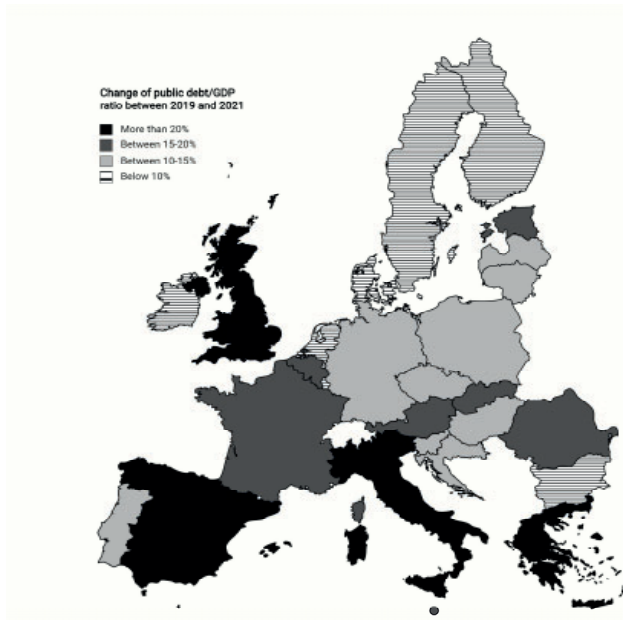 Change of public debt/GDP
ratio between 2019 and 2021
More than 20%
Between 15-20%
Between 10-15%
Below 10%